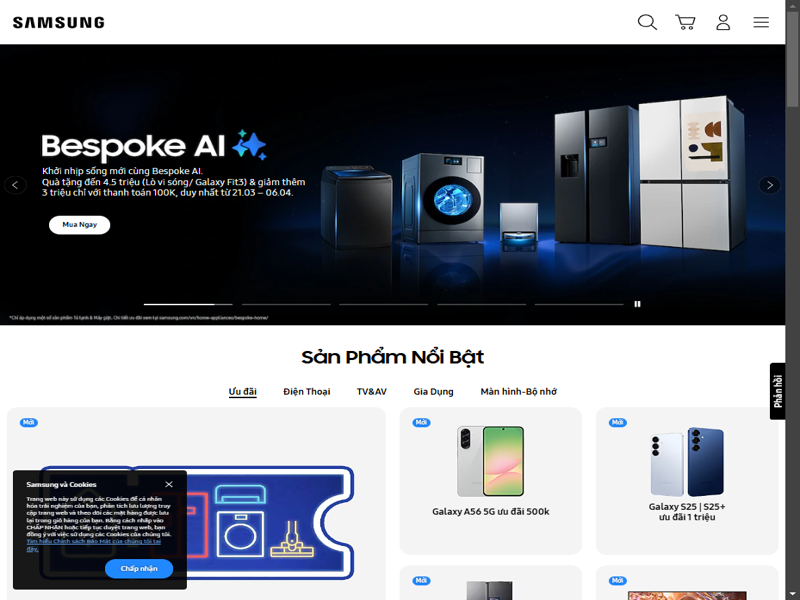 SAMSUNG
Bespoke AI
Khởi nhịp sống mới cùng Bespoke AI.
Quà tặng đến 4.5 triệu (Lò vi sóng/ Galaxy Fit3) & giảm thêm
3 triệu chỉ với thanh toán 100K, duy nhất từ 21.03 – 06.04.
Mua Ngay
*Chỉ áp dụng một số sản phẩm Tủ lạnh & Máy giặt. Chi tiết ưu đãi xem tại samsung.com/vn/home-appliances/bespoke-home/
Sản Phẩm Nổi Bật
Ưu đãi Điện Thoại TV&AV Gia Dụng Màn hình-Bộ nhớ
Phản hồi
Mới
Mới
Galaxy A56 5G ưu đãi 500k
Mới
Galaxy S25 | S25+
ưu đãi 1 triệu
Mới
Mới
Samsung và Cookies
Trang web này sử dụng các Cookies để cá nhân
hóa trải nghiệm của bạn, phân tích lưu lượng truy
cập trang web và theo dõi các mặt hàng được lưu
lại trong giỏ hàng của bạn. Bằng cách nhấp vào
CHẤP NHẬN hoặc tiếp tục duyệt trang web, bạn
đồng ý với việc sử dụng các Cookies của chúng tôi.
Tìm hiểu Chính sách Bảo Mật của chúng tôi tại
đây.
Chấp nhận